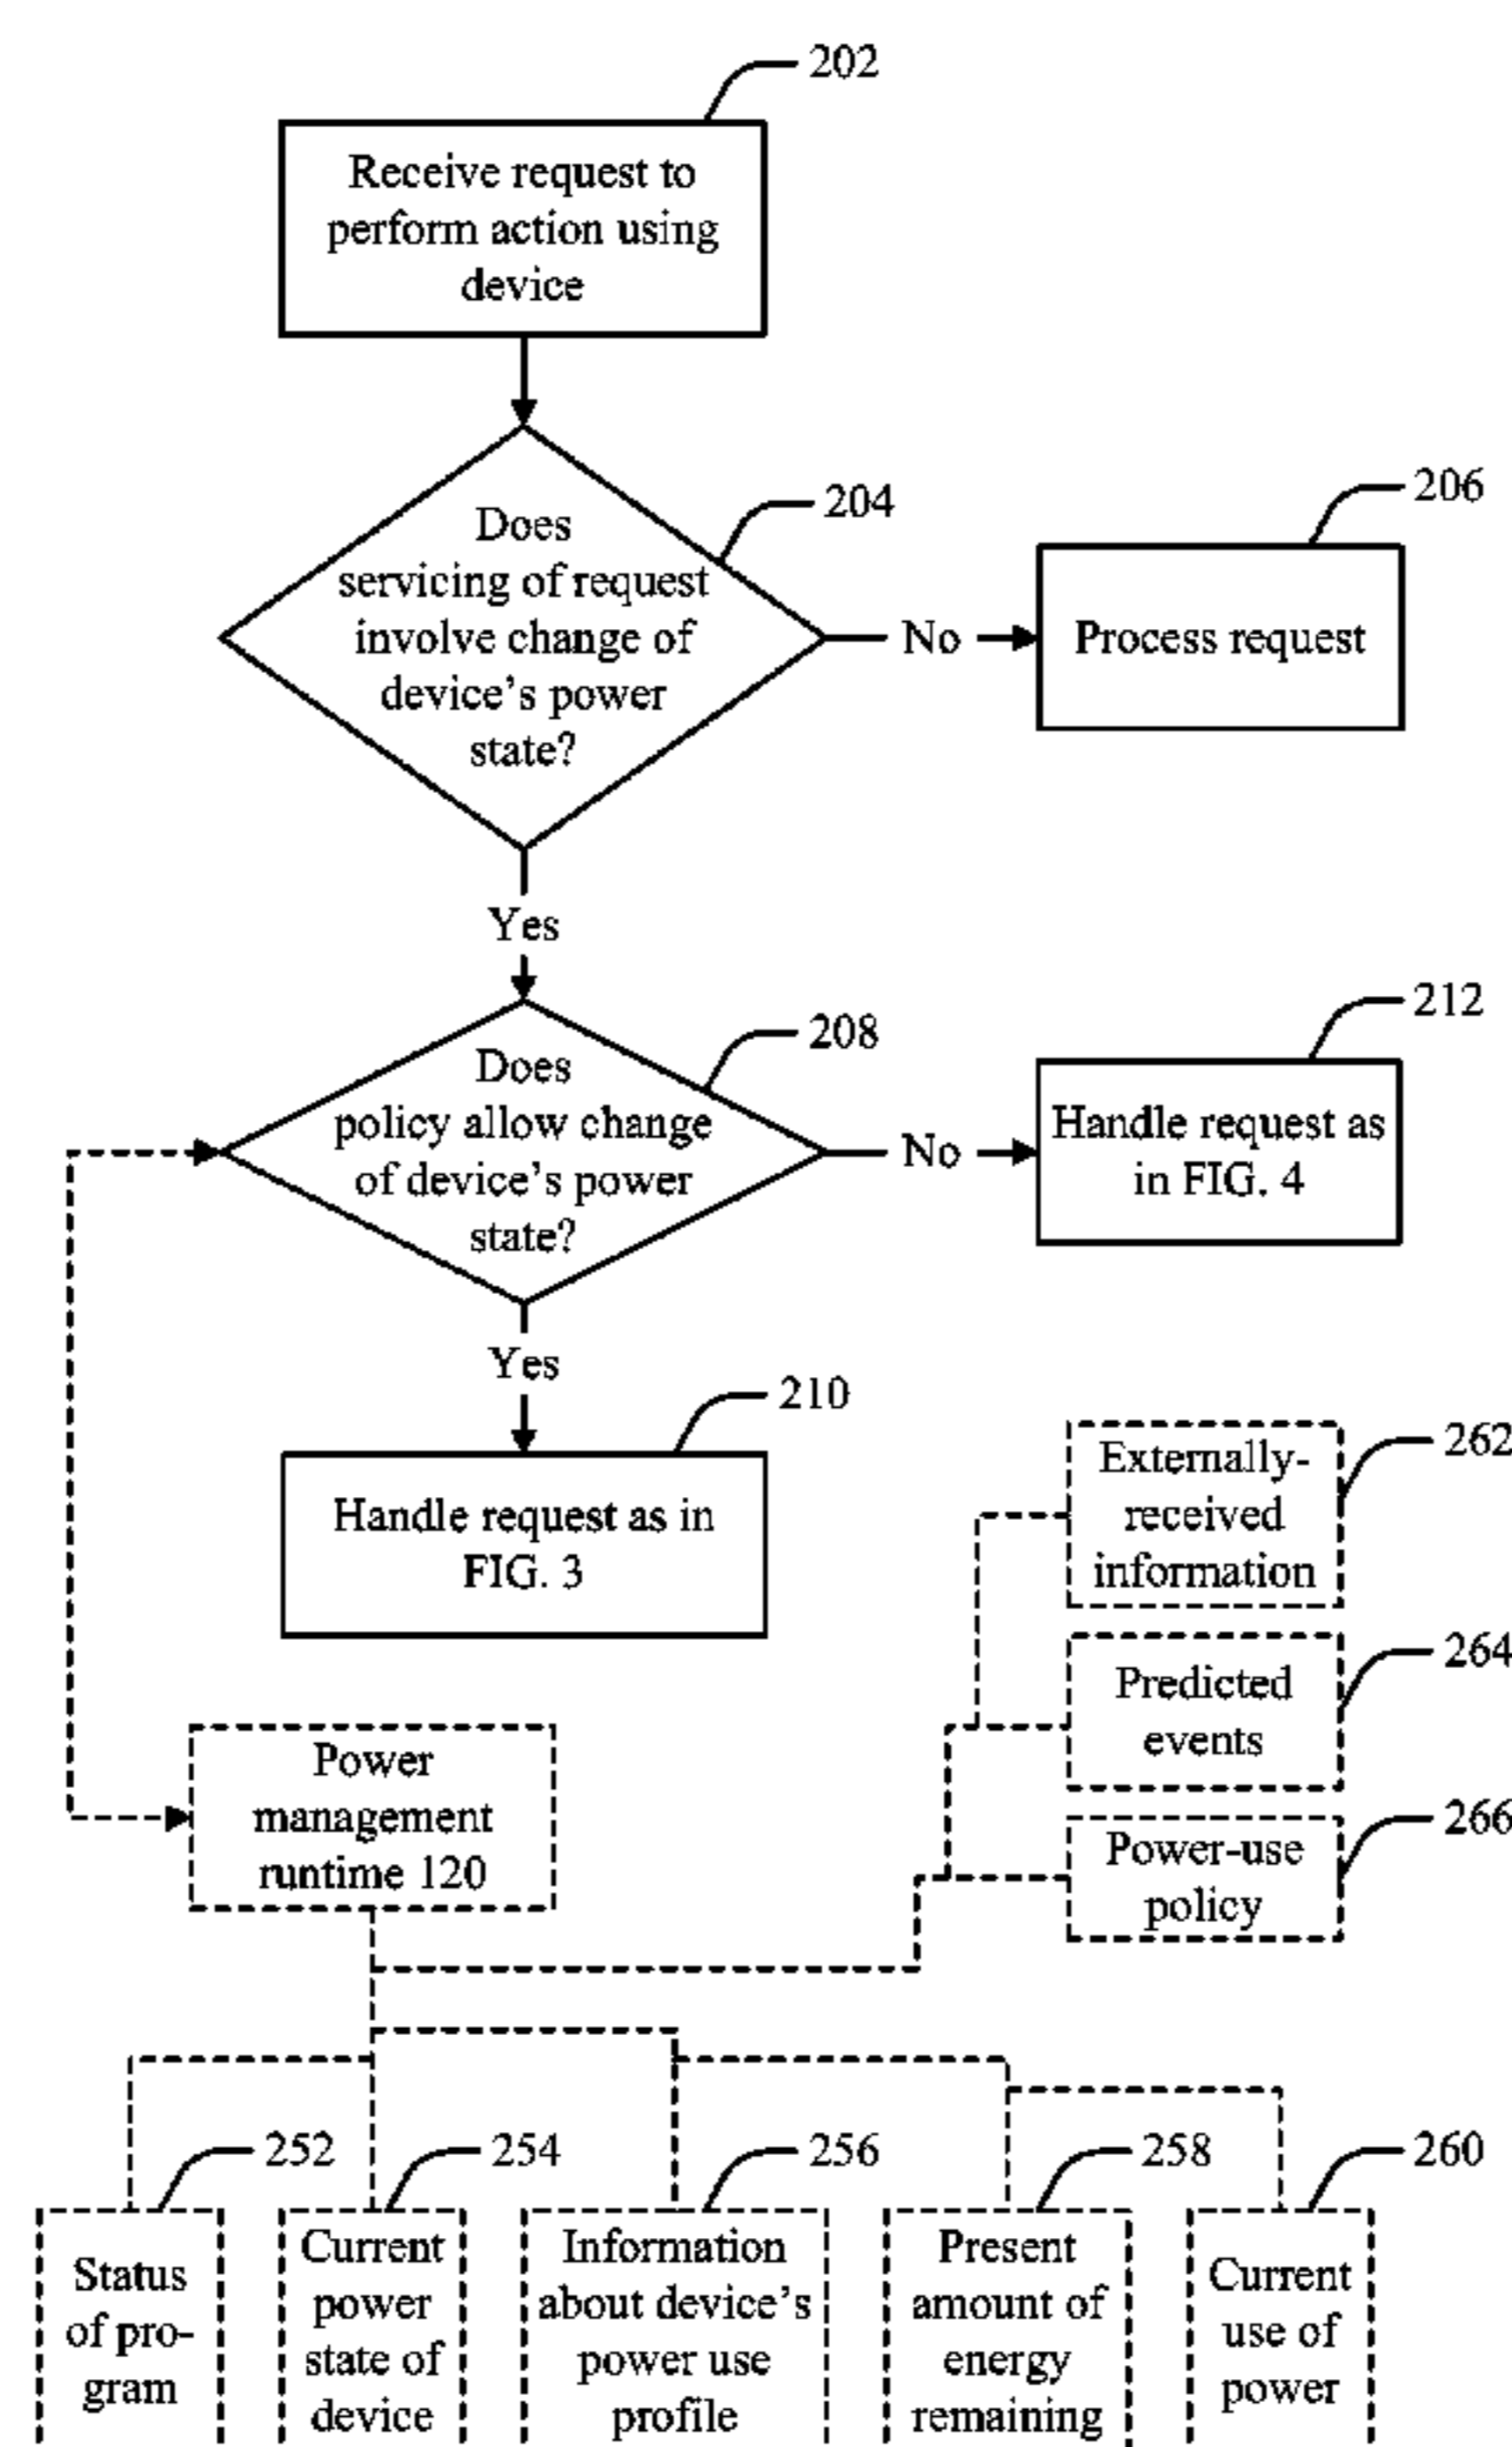 202
Receive request to
perform action using
device
204
Does
servicing of request
involve change of
device's power
state?
No
206
Process request
Yes
208
Does
policy allow change
of device's power
state?
No
212
Handle request as
in FIG. 4
Yes
210
Handle request as in
FIG. 3
262
Externally-
received
information
264
Predicted
events
266
Power-use
policy
Power
management
runtime 120
252
Status
of pro-
gram
254
Current
power
state of
device
256
Information
about device's
power use
profile
258
Present
amount of
energy
remaining
260
Current
use of
power